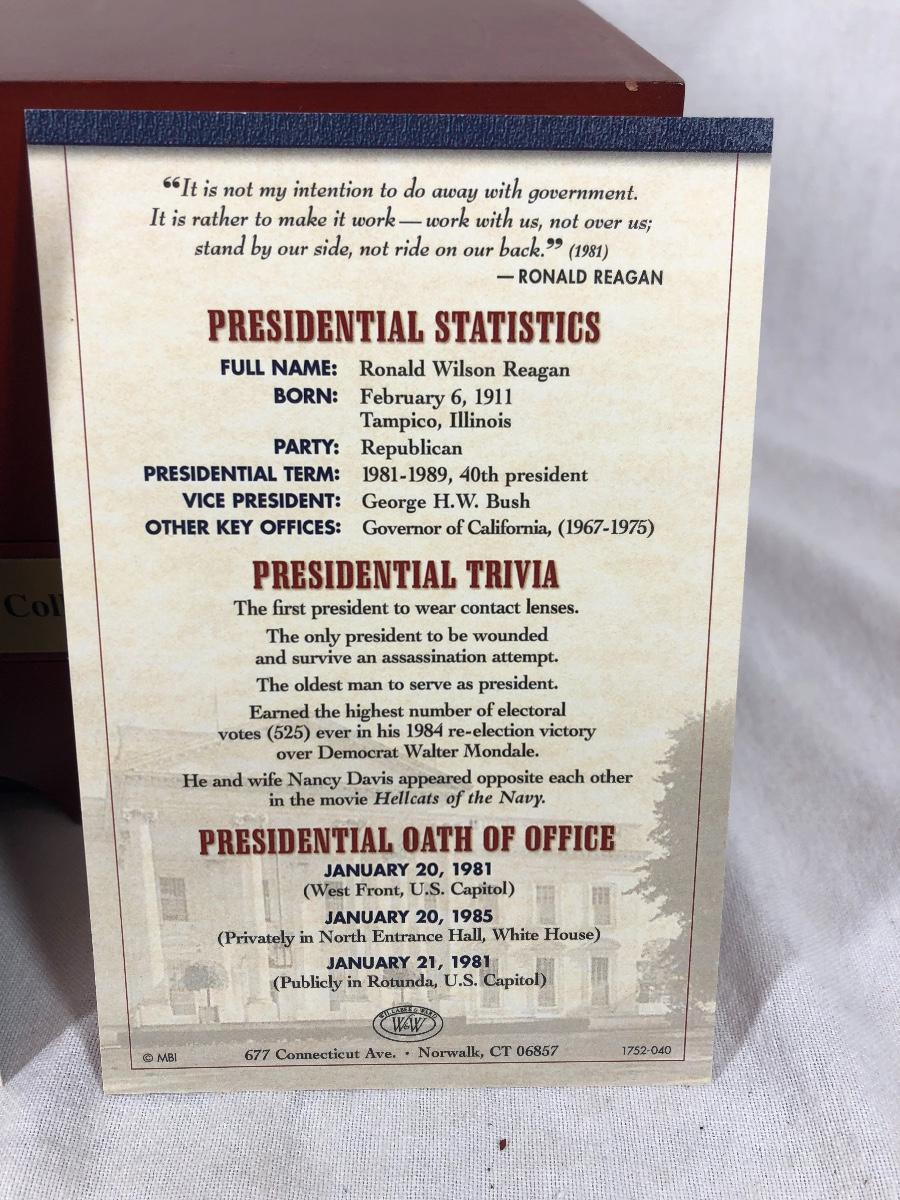 “It is not my intention to do away with government.
It is rather to make it work — work with us, not over us;
stand by our side, not ride on our back.” (1981)
— RONALD REAGAN
PRESIDENTIAL STATISTICS
FULL NAME: Ronald Wilson Reagan
BORN: February 6, 1911
Tampico, Illinois
PARTY: Republican
PRESIDENTIAL TERM: 1981-1989, 40th president
VICE PRESIDENT: George H.W. Bush
OTHER KEY OFFICES: Governor of California, (1967-1975)
PRESIDENTIAL TRIVIA
The first president to wear contact lenses.
The only president to be wounded
and survive an assassination attempt.
The oldest man to serve as president.
Earned the highest number of electoral
votes (525) ever in his 1984 re-election victory
over Democrat Walter Mondale.
He and wife Nancy Davis appeared opposite each other
in the movie Hellcats of the Navy.
PRESIDENTIAL OATH OF OFFICE
JANUARY 20, 1981
(West Front, U.S. Capitol)
JANUARY 20, 1985
(Privately in North Entrance Hall, White House)
JANUARY 21, 1981
(Publicly in Rotunda, U.S. Capitol)
W&W
© MBI 677 Connecticut Ave. • Norwalk, CT 06857 1752-040